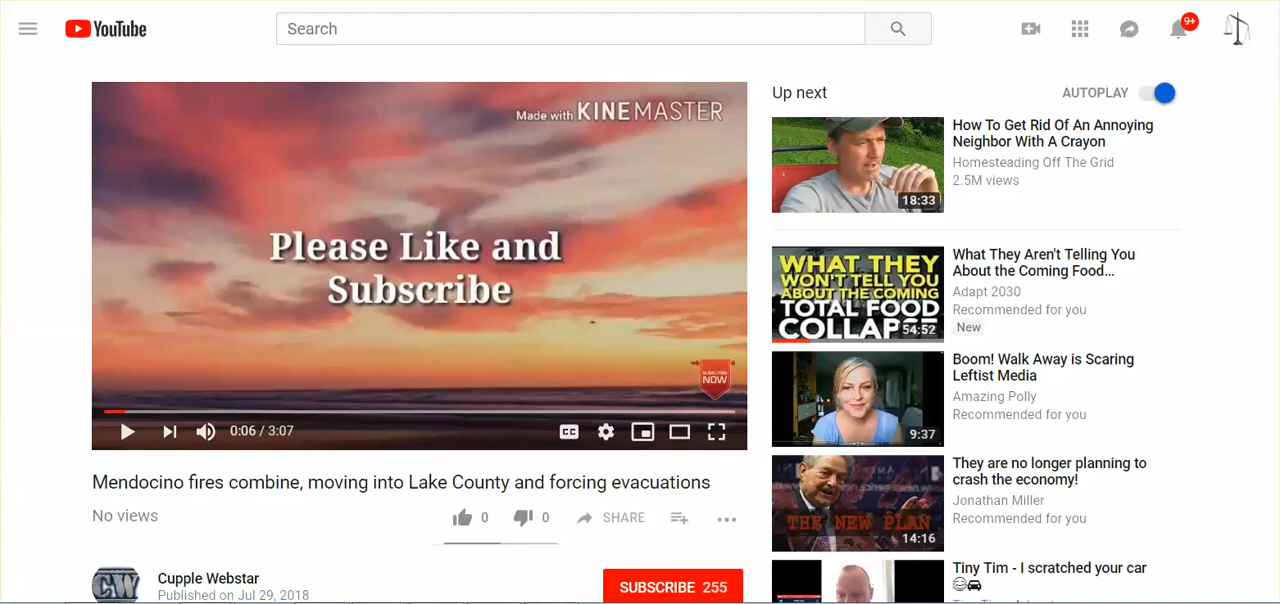 YouTube
Search
9+
Made with KINEMASTER
Please Like and
Subscribe
SUBSCRIBE
NOW
0:06 / 3:07
CC
Mendocino fires combine, moving into Lake County and forcing evacuations
No views
0
0
SHARE
CW
Cupple Webstar
Published on Jul 29, 2018
SUBSCRIBE 255
Up next
AUTOPLAY
18:33
How To Get Rid Of An Annoying
Neighbor With A Crayon
Homesteading Off The Grid
2.5M views
WHAT THEY
WON'T TELL YOU
ABOUT THE COMING
TOTAL FOOD
COLLAPSE
54:52
What They Aren't Telling You
About the Coming Food...
Adapt 2030
Recommended for you
New
9:37
Boom! Walk Away is Scaring
Leftist Media
Amazing Polly
Recommended for you
THE NEW PLAN
14:16
They are no longer planning to
crash the economy!
Jonathan Miller
Recommended for you
Tiny Tim - I scratched your car
😊🚘